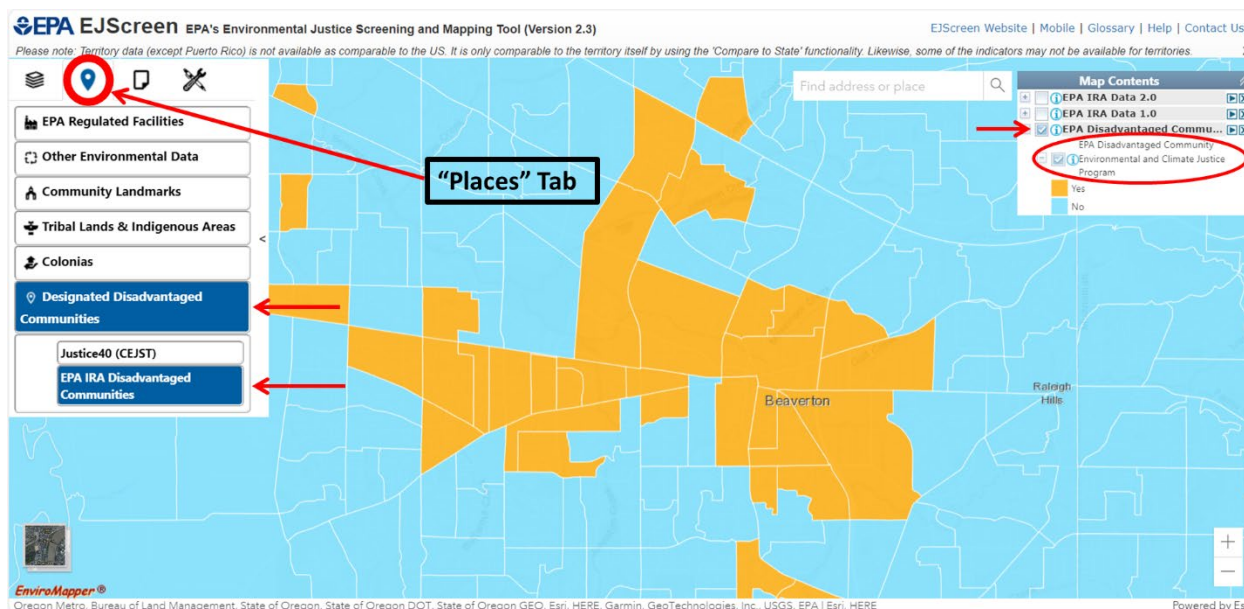 EPA EJScreen EPA's Environmental Justice Screening and Mapping Tool (Version 2.3)
EJScreen Website | Mobile | Glossary | Help | Contact Us
Please note: Territory data (except Puerto Rico) is not available as comparable to the US. It is only comparable to the territory itself by using the 'Compare to State' functionality. Likewise, some of the indicators may not be available for territories.
Find address or place
Map Contents
EPA IRA Data 2.0
EPA IRA Data 1.0
EPA Disadvantaged Commu...
EPA Disadvantaged Community
Environmental and Climate Justice
Program
Yes
No
EPA Regulated Facilities
Other Environmental Data
Community Landmarks
Tribal Lands & Indigenous Areas
Colonias
Designated Disadvantaged
Communities
Justice40 (CEJST)
EPA IRA Disadvantaged
Communities
<
"Places" Tab
Beaverton
Raleigh
Hills
EnviroMapper ®
Oregon Metro, Bureau of Land Management, State of Oregon, State of Oregon DOT, State of Oregon GEO, Esri, HERE, Garmin, GeoTechnologies, Inc., USGS, EPA | Esri, HERE
Powered by Es